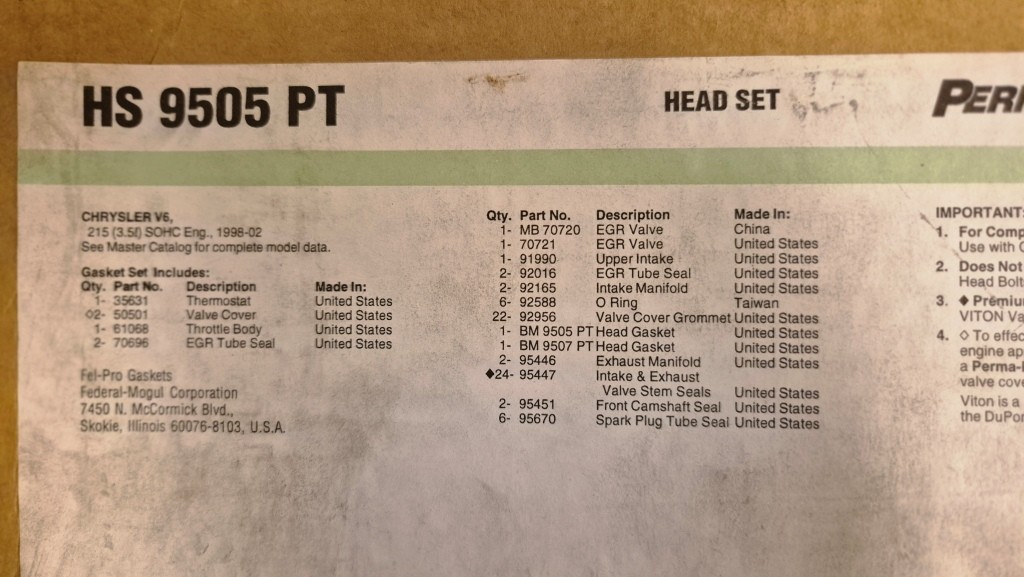 HS 9505 PT
HEAD SET
CHRYSLER V6,
215 (3.5ℓ) SOHC Eng., 1998-02
See Master Catalog for complete model data.
Gasket Set Includes:
Qty. Part No. Description Made In:
1- 35631 Thermostat United States
◇2- 50501 Valve Cover United States
1- 61068 Throttle Body United States
2- 70696 EGR Tube Seal United States
Fel-Pro Gaskets
Federal-Mogul Corporation
7450 N. McCormick Blvd.,
Skokie, Illinois 60076-8103, U.S.A.
Qty. Part No. Description Made In:
1- MB 70720 EGR Valve China
1- 70721 EGR Valve United States
1- 91990 Upper Intake United States
2- 92016 EGR Tube Seal United States
2- 92165 Intake Manifold United States
6- 92588 O Ring Taiwan
22- 92956 Valve Cover Grommet United States
1- BM 9505 PT Head Gasket United States
1- BM 9507 PT Head Gasket United States
2- 95446 Exhaust Manifold United States
♦24- 95447 Intake & Exhaust
Valve Stem Seals United States
2- 95451 Front Camshaft Seal United States
6- 95670 Spark Plug Tube Seal United States
IMPORTANT:
1. For Comp
Use with
2. Does Not
Head Bolt
3. ♦ Premiu
VITON Va
4. ◇ To effec
engine ap
a Perma-
valve cov
Viton is a
the DuPon